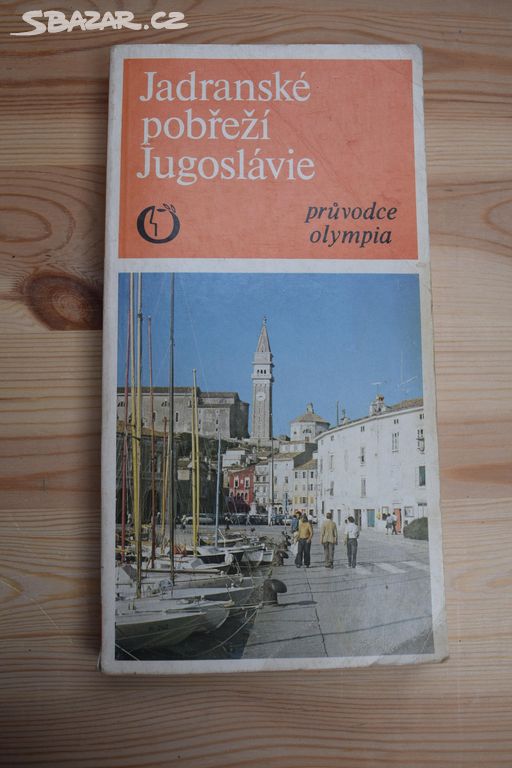 SBAZAR.CZ
Jadranské
pobřeží
Jugoslávie
průvodce
olympia